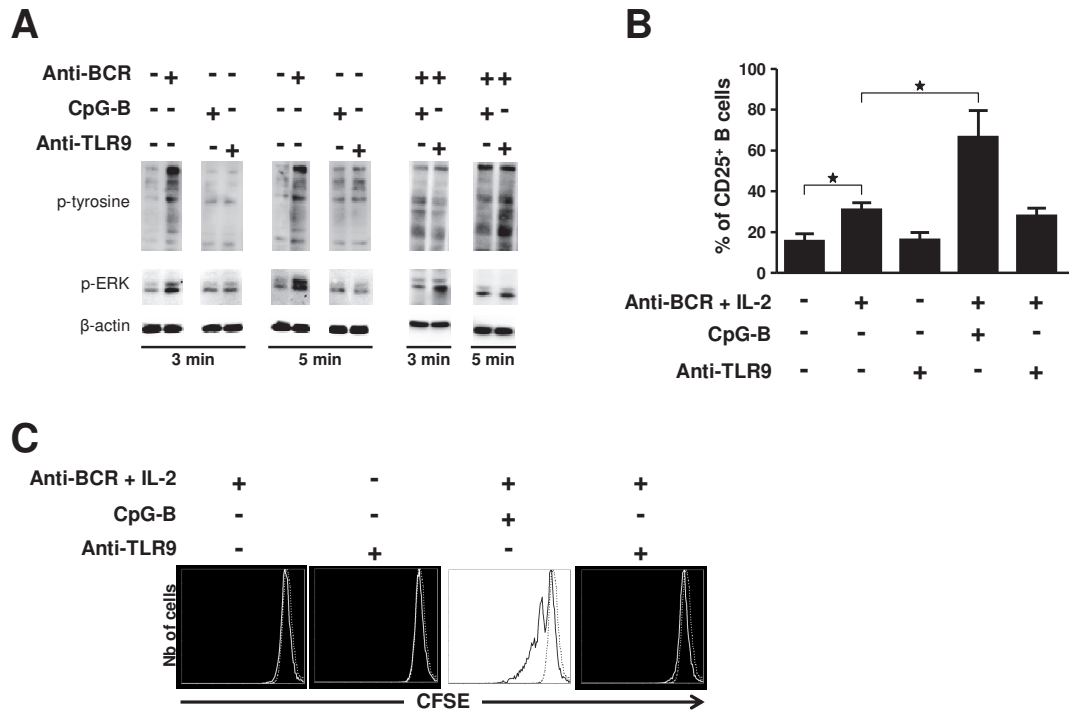 A
Anti-BCR - + - - - + - - + + + +
CpG-B - - + - - - + - + - + -
Anti-TLR9 - - - + - - - + - + - +
p-tyrosine
p-ERK
β-actin
3 min 5 min 3 min 5 min
B
% of CD25+ B cells
100
80
60
40
20
0
★
★
Anti-BCR + IL-2 - + - + +
CpG-B - - - + -
Anti-TLR9 - - + - +
C
Anti-BCR + IL-2 + - + +
CpG-B - - + -
Anti-TLR9 - + - +
Nb of cells
CFSE